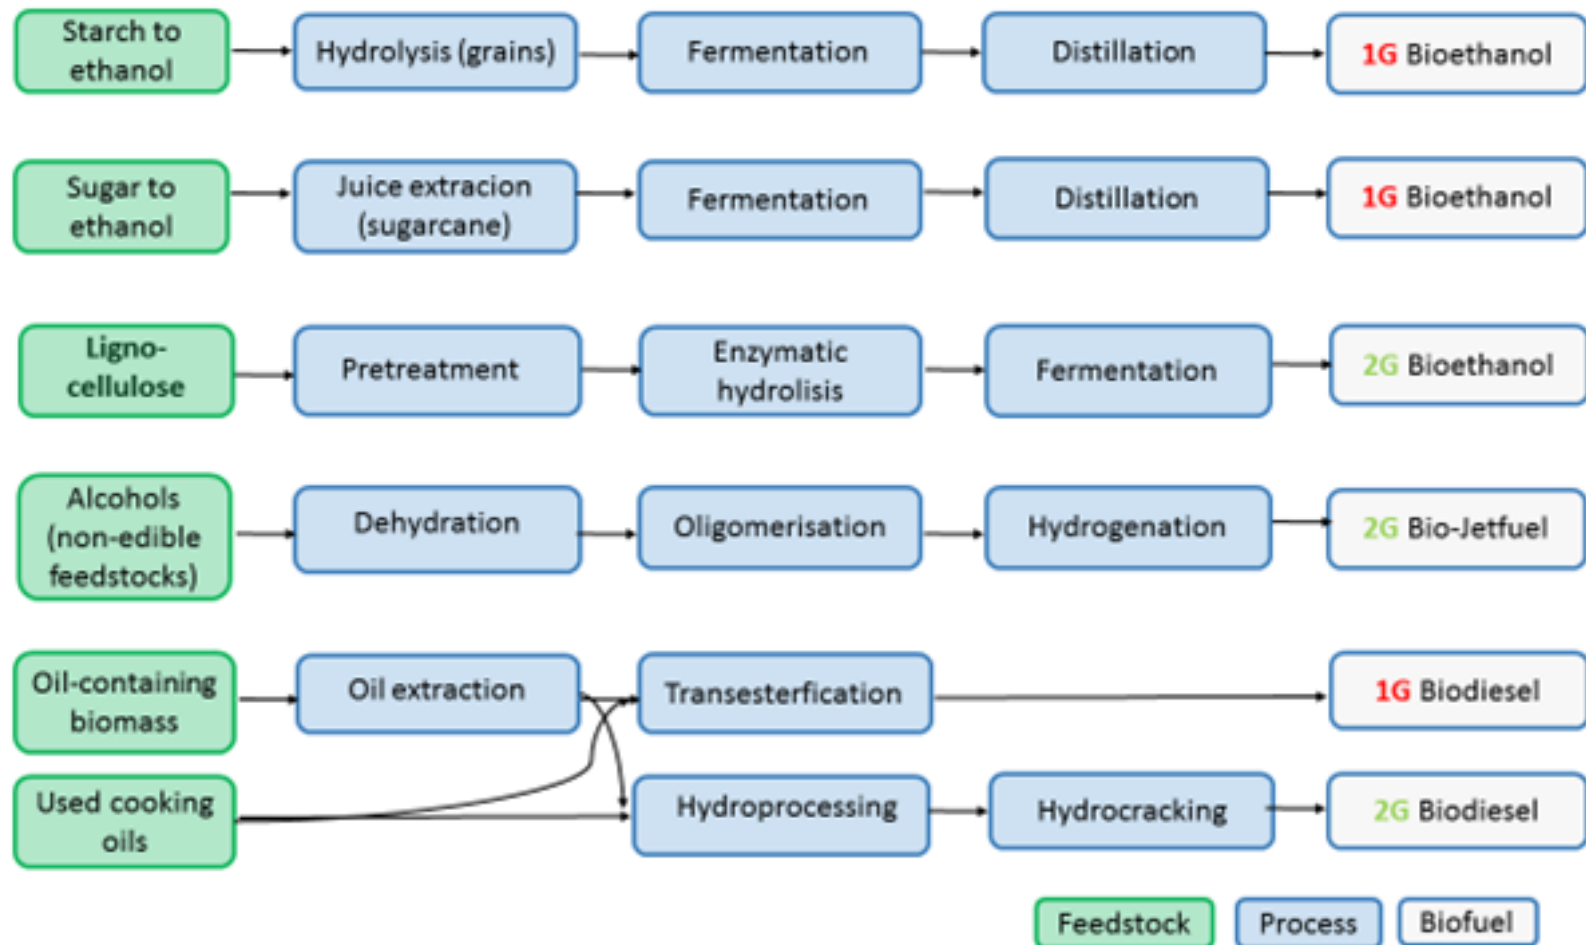 Starch to
ethanol
Hydrolysis (grains)
Fermentation
Distillation
1G Bioethanol
Sugar to
ethanol
Juice extracion
(sugarcane)
Fermentation
Distillation
1G Bioethanol
Ligno-
cellulose
Pretreatment
Enzymatic
hydrolisis
Fermentation
2G Bioethanol
Alcohols
(non-edible
feedstocks)
Dehydration
Oligomerisation
Hydrogenation
2G Bio-Jetfuel
Oil-containing
biomass
Oil extraction
Transesterfication
1G Biodiesel
Used cooking
oils
Hydroprocessing
Hydrocracking
2G Biodiesel
Feedstock
Process
Biofuel